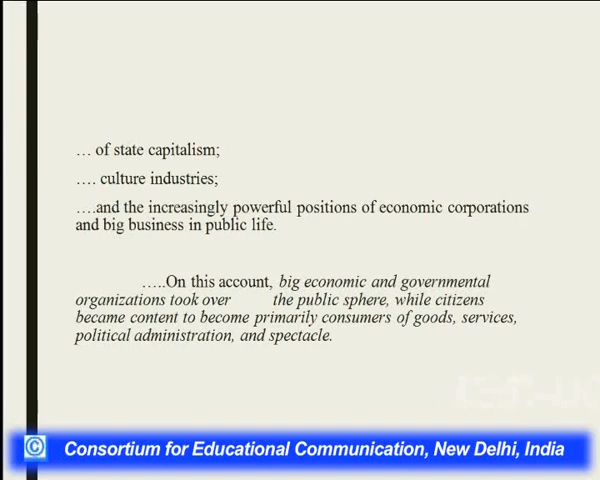 … of state capitalism;
…. culture industries;
….and the increasingly powerful positions of economic corporations
and big business in public life.
…..On this account, big economic and governmental
organizations took over the public sphere, while citizens
became content to become primarily consumers of goods, services,
political administration, and spectacle.
© Consortium for Educational Communication, New Delhi, India